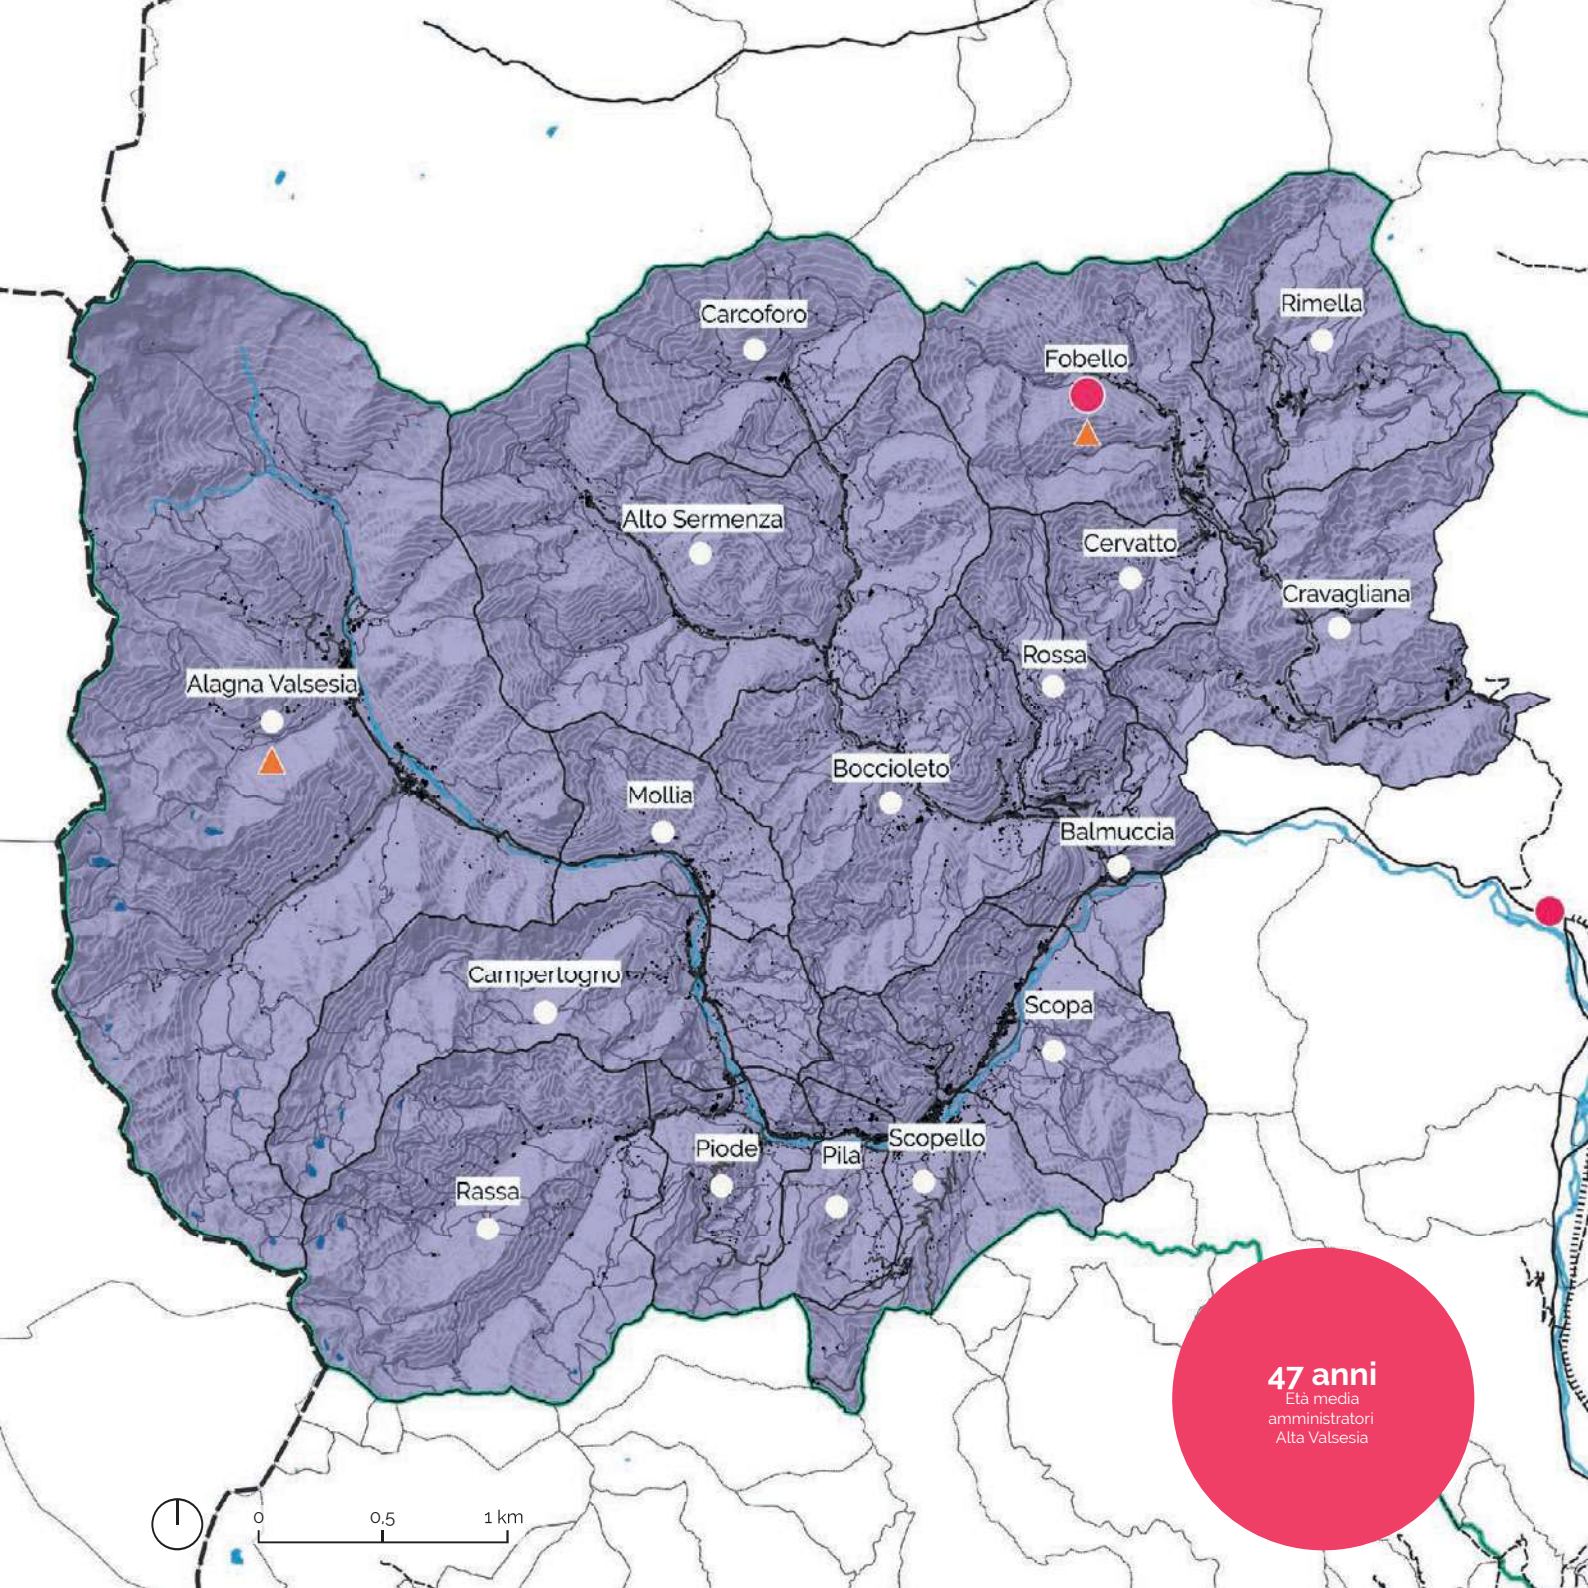 Carcoforo
Rimella
Fobello
Alto Sermenza
Cervatto
Cravagliana
Rossa
Alagna Valsesia
Boccioleto
Mollia
Balmuccia
Campertogno
Scopa
Piode
Pila
Scopello
Rassa
47 anni
Età media
amministratori
Alta Valsesia
0
0,5
1 km